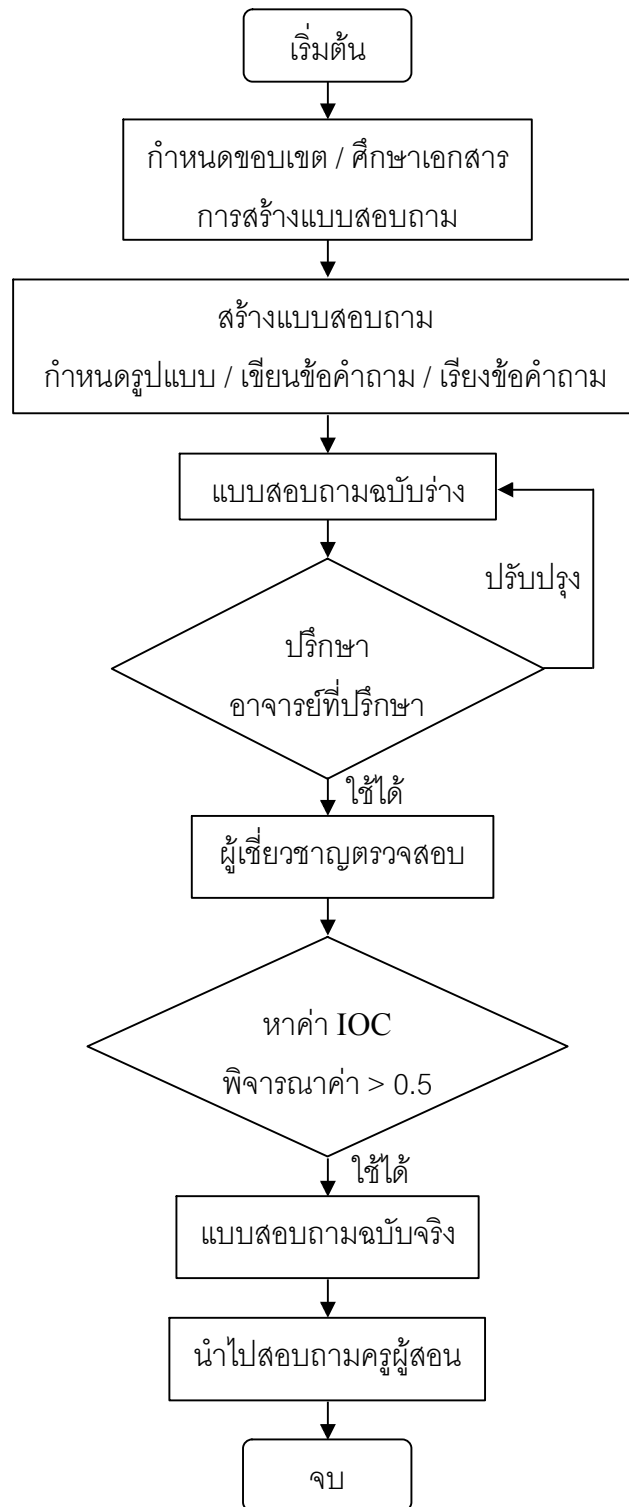 เริ่มต้น
กำหนดขอบเขต / ศึกษาเอกสาร
การสร้างแบบสอบถาม
สร้างแบบสอบถาม
กำหนดรูปแบบ / เขียนข้อคำถาม / เรียงข้อคำถาม
แบบสอบถามฉบับร่าง
ปรับปรุง
ปรึกษา
อาจารย์ที่ปรึกษา
ใช้ได้
ผู้เชี่ยวชาญตรวจสอบ
หาค่า IOC
พิจารณาค่า > 0.5
ใช้ได้
แบบสอบถามฉบับจริง
นำไปสอบถามครูผู้สอน
จบ